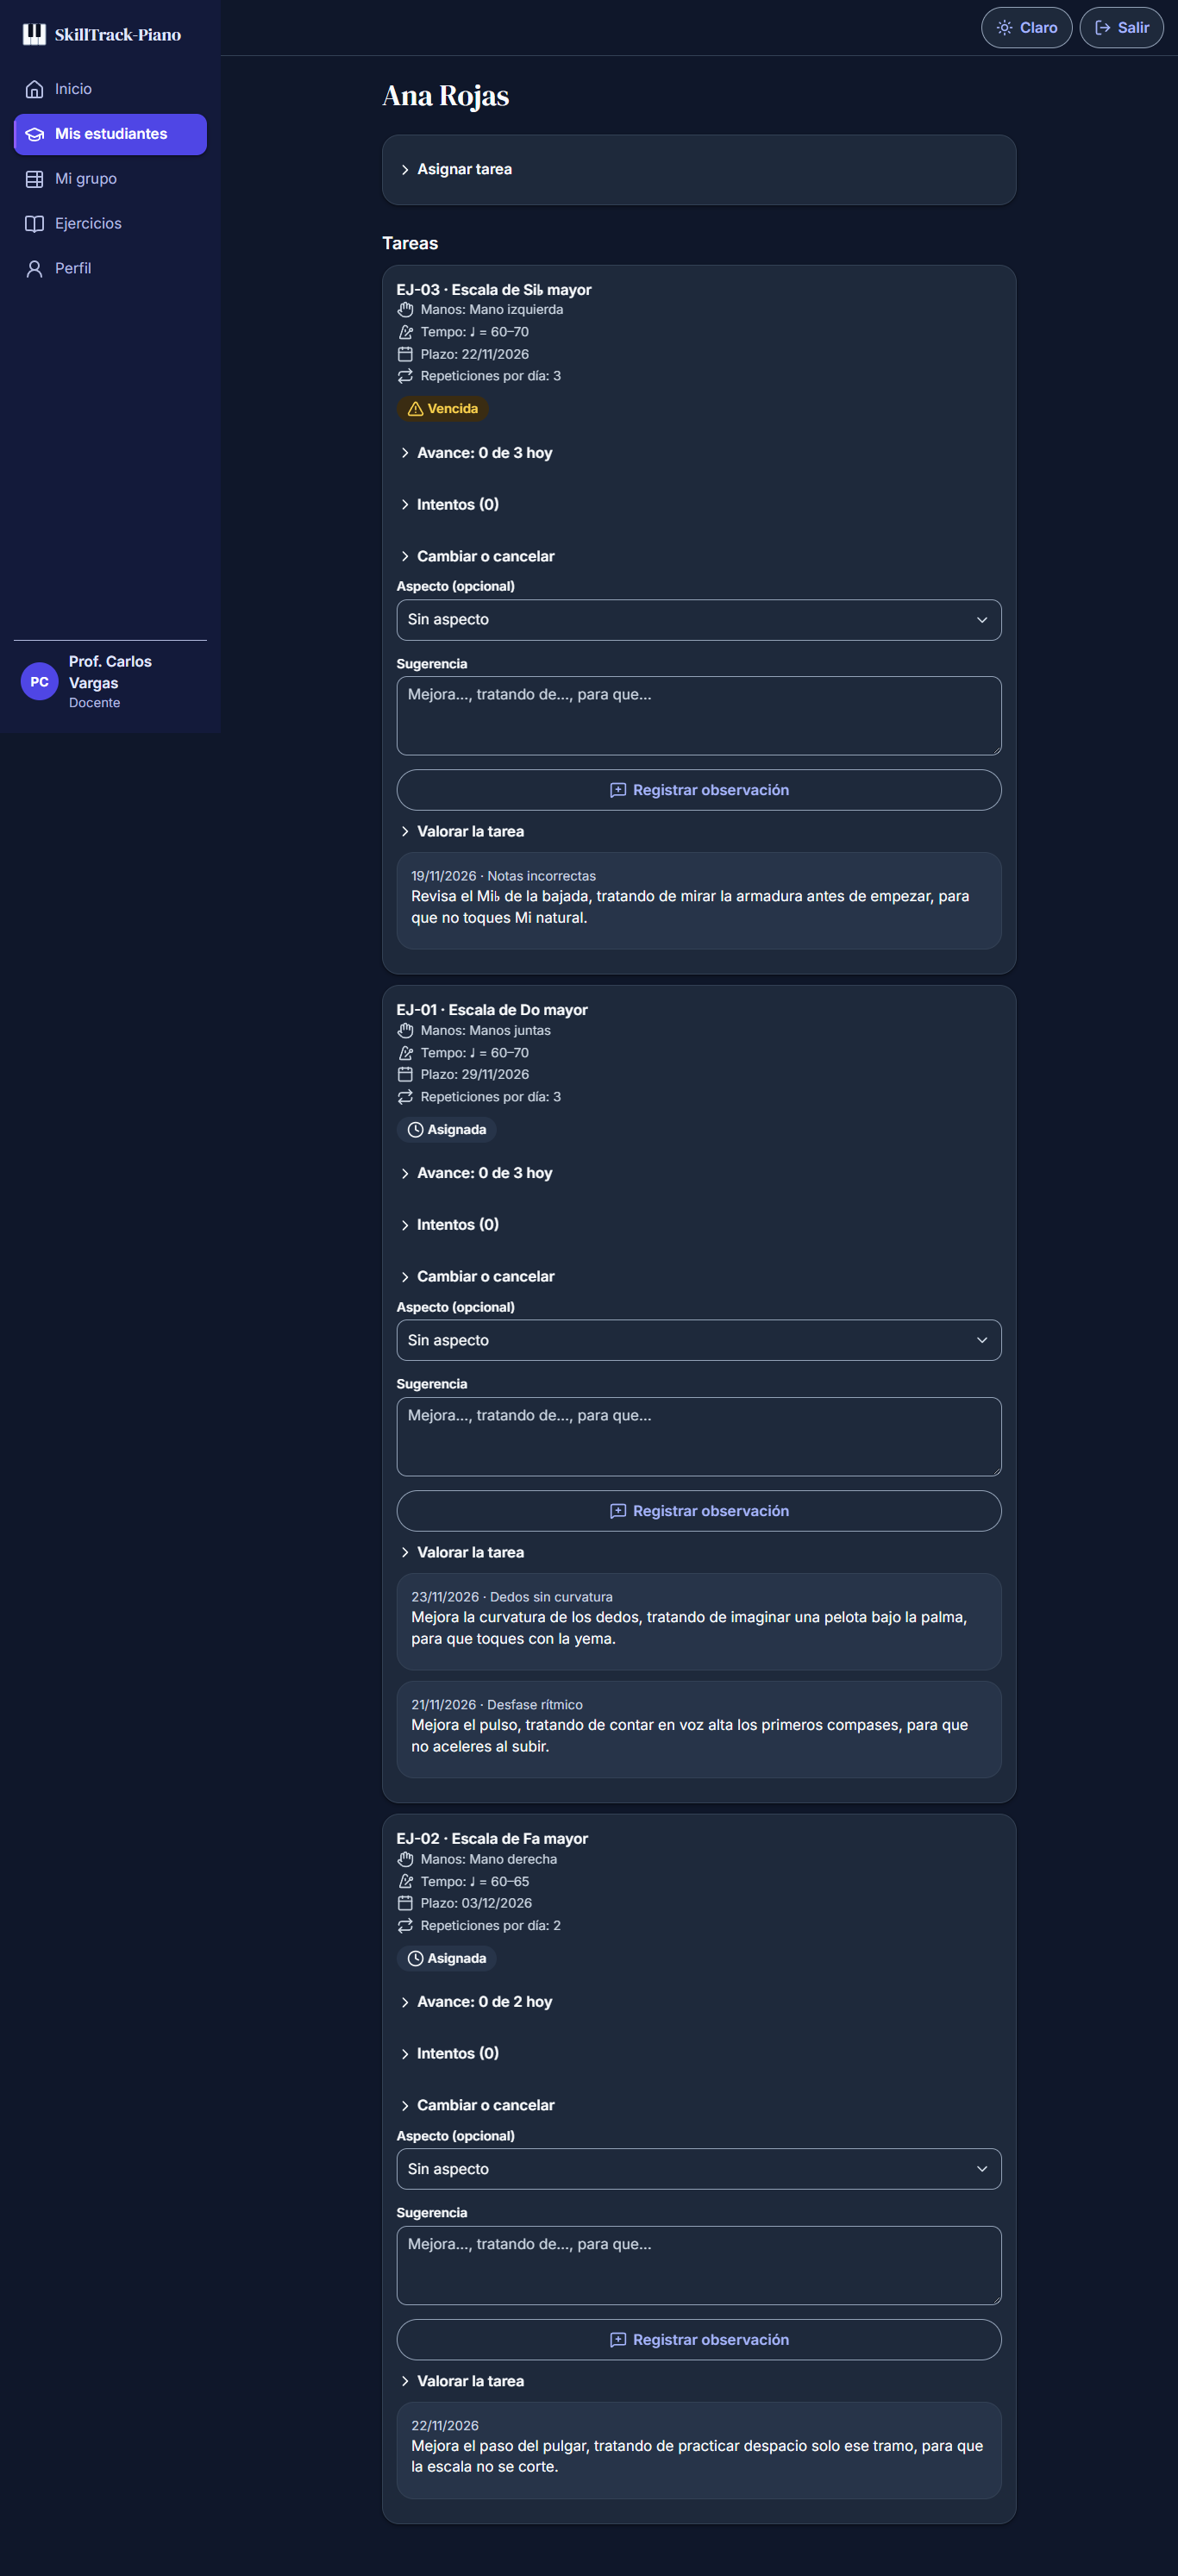 SkillTrack-Piano
Claro
Salir
Inicio
Mis estudiantes
Mi grupo
Ejercicios
Perfil
PC
Prof. Carlos
Vargas
Docente
Ana Rojas
Asignar tarea
Tareas
EJ-03 · Escala de Si♭ mayor
Manos: Mano izquierda
Tempo: ♩ = 60–70
Plazo: 22/11/2026
Repeticiones por día: 3
Vencida
Avance: 0 de 3 hoy
Intentos (0)
Cambiar o cancelar
Aspecto (opcional)
Sin aspecto
Sugerencia
Mejora…, tratando de…, para que…
Registrar observación
Valorar la tarea
19/11/2026 · Notas incorrectas
Revisa el Mi♭ de la bajada, tratando de mirar la armadura antes de empezar, para
que no toques Mi natural.
EJ-01 · Escala de Do mayor
Manos: Manos juntas
Tempo: ♩ = 60–70
Plazo: 29/11/2026
Repeticiones por día: 3
Asignada
Avance: 0 de 3 hoy
Intentos (0)
Cambiar o cancelar
Aspecto (opcional)
Sin aspecto
Sugerencia
Mejora…, tratando de…, para que…
Registrar observación
Valorar la tarea
23/11/2026 · Dedos sin curvatura
Mejora la curvatura de los dedos, tratando de imaginar una pelota bajo la palma,
para que toques con la yema.
21/11/2026 · Desfase rítmico
Mejora el pulso, tratando de contar en voz alta los primeros compases, para que
no aceleres al subir.
EJ-02 · Escala de Fa mayor
Manos: Mano derecha
Tempo: ♩ = 60–65
Plazo: 03/12/2026
Repeticiones por día: 2
Asignada
Avance: 0 de 2 hoy
Intentos (0)
Cambiar o cancelar
Aspecto (opcional)
Sin aspecto
Sugerencia
Mejora…, tratando de…, para que…
Registrar observación
Valorar la tarea
22/11/2026
Mejora el paso del pulgar, tratando de practicar despacio solo ese tramo, para que
la escala no se corte.